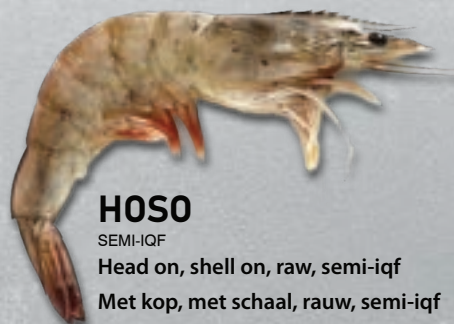 HOSO
SEMI-IQF
Head on, shell on, raw, semi-iqf
Met kop, met schaal, rauw, semi-iqf